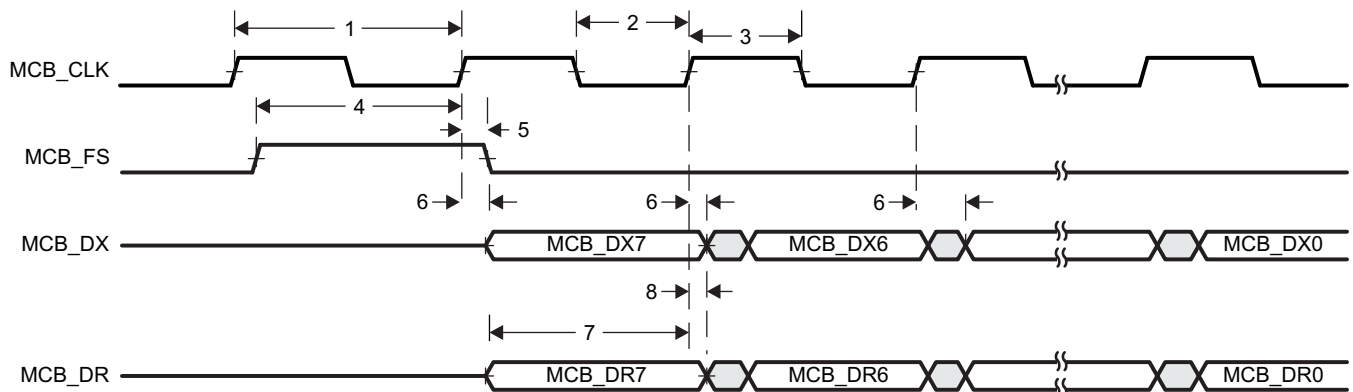 1 2 3
MCB_CLK
4
5
MCB_FS
6 6 6
MCB_DX MCB_DX7 MCB_DX6 MCB_DX0
8
7
MCB_DR MCB_DR7 MCB_DR6 MCB_DR0